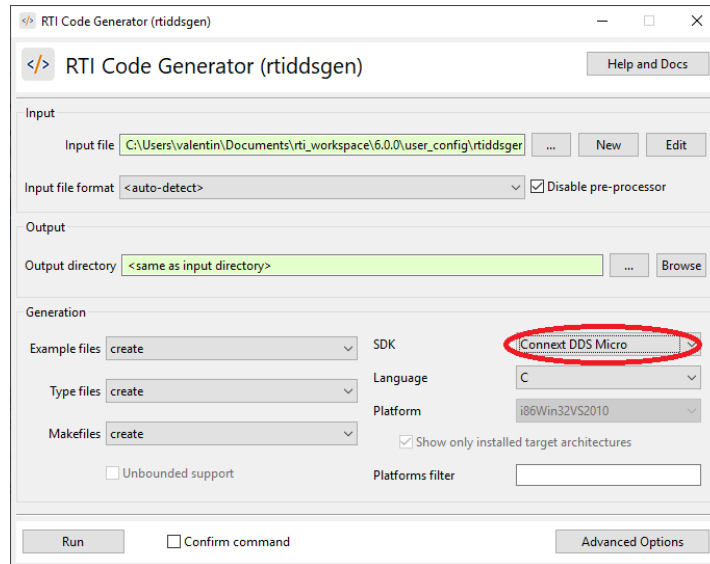 </> RTI Code Generator (rtiddsgen)
</> RTI Code Generator (rtiddsgen)
Help and Docs
Input
Input file C:\Users\valentin\Documents\rti_workspace\6.0.0\user_config\rtiddsger ... New Edit
Input file format <auto-detect> Disable pre-processor
Output
Output directory <same as input directory> ... Browse
Generation
Example files create
SDK Connext DDS Micro
Language C
Type files create
Platform i86Win32VS2010
Makefiles create
Show only installed target architectures
Unbounded support
Platforms filter
Run Confirm command Advanced Options